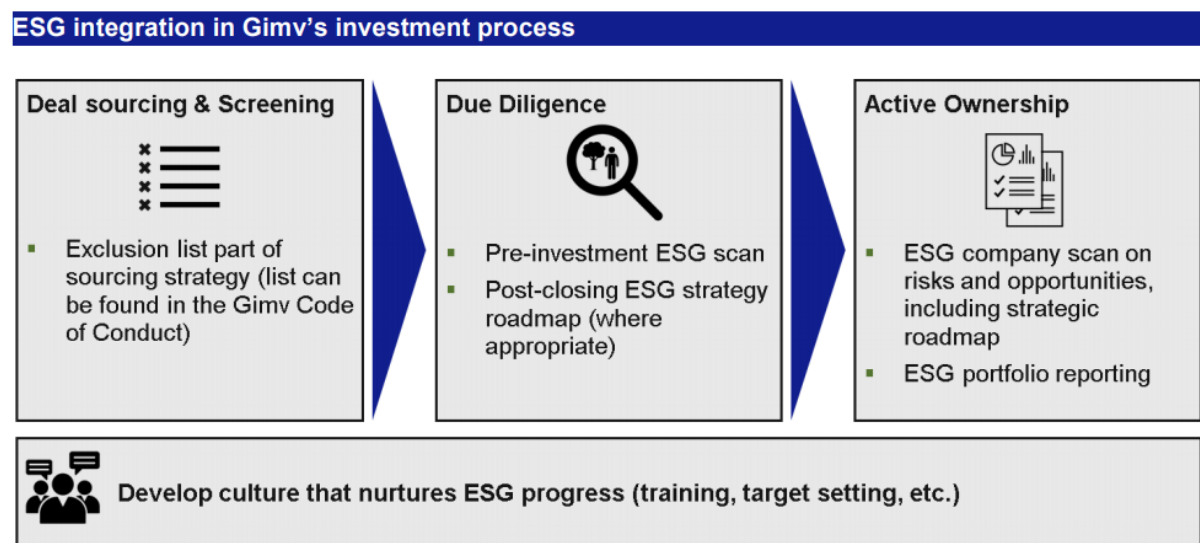 ESG integration in Gimv's investment process
Deal sourcing & Screening
Exclusion list part of
sourcing strategy (list can
be found in the Gimv Code
of Conduct)
Due Diligence
Pre-investment ESG scan
Post-closing ESG strategy
roadmap (where
appropriate)
Active Ownership
ESG company scan on
risks and opportunities,
including strategic
roadmap
ESG portfolio reporting
Develop culture that nurtures ESG progress (training, target setting, etc.)